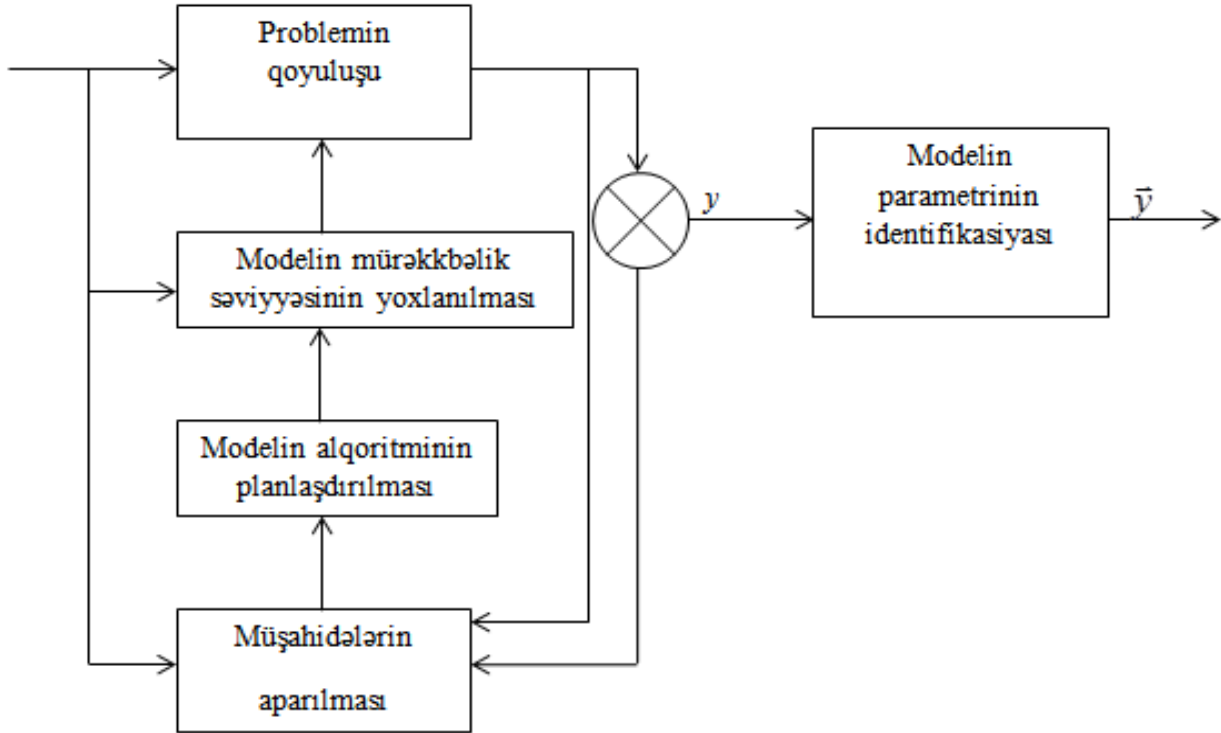 Problemin
qoyuluşu
Modelin mürəkkbəlik
səviyyəsinin yoxlanılması
Modelin alqoritminin
planlaşdırılması
Müşahidələrin
aparılması
y
Modelin
parametrinin
identifikasiyası
y⃗